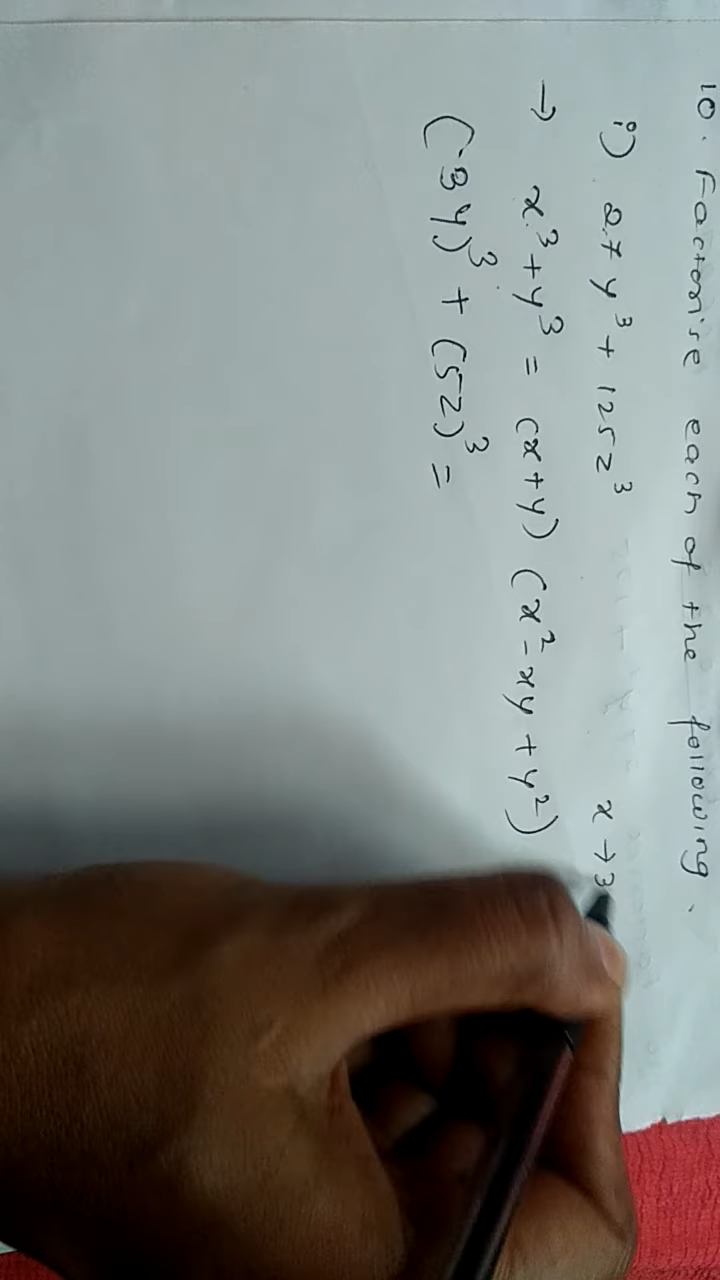 10. Factorise each of the following.
i) 27y³ + 125z³
x → 3
→ x³ + y³ = (x + y) (x² - xy + y²)
(3y)³ + (5z)³ =